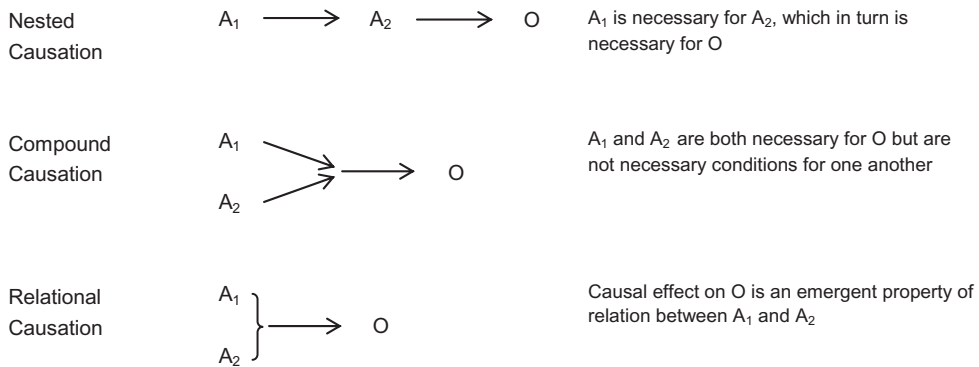 Nested
Causation
A₁ A₂ O
A₁ is necessary for A₂, which in turn is
necessary for O
Compound
Causation
A₁
A₂
O
A₁ and A₂ are both necessary for O but are
not necessary conditions for one another
Relational
Causation
A₁
A₂
O
Causal effect on O is an emergent property of
relation between A₁ and A₂